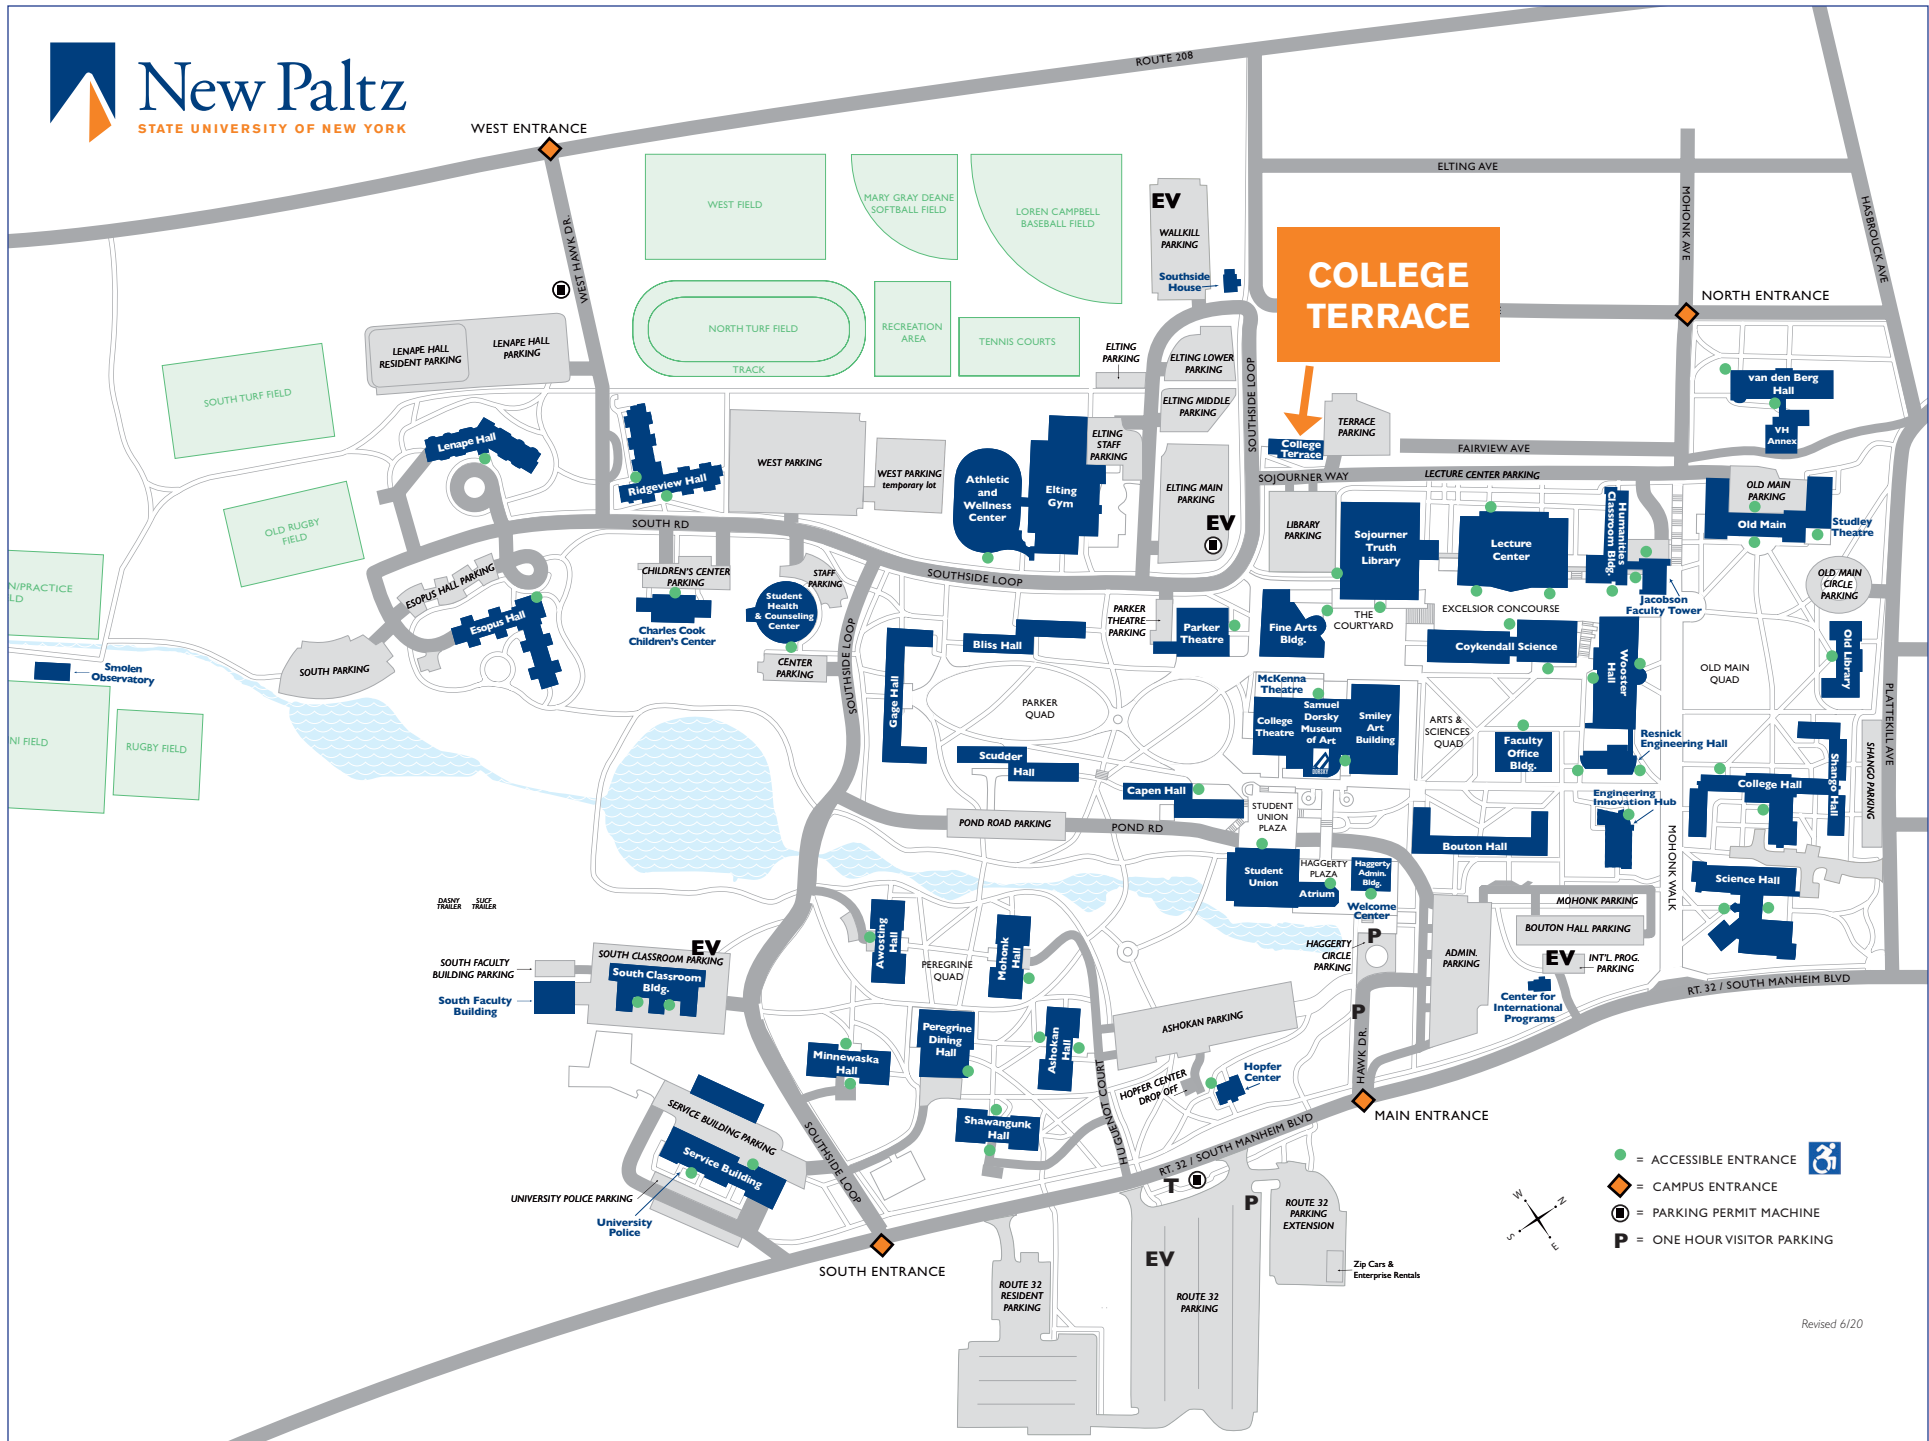 New Paltz
STATE UNIVERSITY OF NEW YORK
ROUTE 208
WEST ENTRANCE
WEST HAWK DR.
WEST FIELD
MARY GRAY DEANE
SOFTBALL FIELD
LOREN CAMPBELL
BASEBALL FIELD
EV
WALLKILL
PARKING
Southside
House
ELTING AVE
MOHONK AVE
HASBROUCK AVE
COLLEGE
TERRACE
NORTH ENTRANCE
LENAPE HALL
RESIDENT PARKING
LENAPE HALL
PARKING
NORTH TURF FIELD
TRACK
RECREATION
AREA
TENNIS COURTS
ELTING
PARKING
ELTING LOWER
PARKING
ELTING MIDDLE
PARKING
SOUTHSIDE LOOP
SOUTH TURF FIELD
Lenape Hall
Ridgeview Hall
WEST PARKING
WEST PARKING
temporary lot
Athletic
and
Wellness
Center
Elting
Gym
ELTING
STAFF
PARKING
ELTING MAIN
PARKING
EV
College
Terrace
TERRACE
PARKING
FAIRVIEW AVE
SOJOURNER WAY
LECTURE CENTER PARKING
van den Berg
Hall
VH
Annex
OLD MAIN
PARKING
Old Main
Studley
Theatre
OLD RUGBY
FIELD
SOUTH RD
LIBRARY
PARKING
Sojourner
Truth
Library
Lecture
Center
Humanities
Classroom Bldg.
Jacobson
Faculty Tower
OLD MAIN
CIRCLE
PARKING
N/PRACTICE
LD
ESOPUS HALL PARKING
Esopus Hall
CHILDREN'S CENTER
PARKING
Charles Cook
Children's Center
STAFF
PARKING
Student
Health
& Counseling
Center
CENTER
PARKING
SOUTHSIDE LOOP
SOUTHSIDE LOOP
PARKER
THEATRE
PARKING
Parker
Theatre
Fine Arts
Bldg.
THE
COURTYARD
EXCELSIOR CONCOURSE
Coykendall Science
Wooster
Hall
OLD MAIN
QUAD
Old Library
Smolen
Observatory
SOUTH PARKING
Bliss Hall
Gage Hall
PARKER
QUAD
McKenna
Theatre
College
Theatre
Samuel
Dorsky
Museum
of Art
DORSKY
Smiley
Art
Building
ARTS &
SCIENCES
QUAD
Faculty
Office
Bldg.
Resnick
Engineering Hall
PLATTEKILL AVE
NI FIELD
RUGBY FIELD
Scudder
Hall
Capen Hall
Engineering
Innovation Hub
College Hall
Shango Hall
SHANGO PARKING
POND ROAD PARKING
POND RD
STUDENT
UNION
PLAZA
Bouton Hall
MOHONK WALK
Student
Union
HAGGERTY
PLAZA
Atrium
Haggerty
Admin.
Bldg.
Welcome
Center
Science Hall
DASNY
TRAILER
SUCF
TRAILER
MOHONK PARKING
BOUTON HALL PARKING
EV
SOUTH CLASSROOM PARKING
South Classroom
Bldg.
SOUTH FACULTY
BUILDING PARKING
South Faculty
Building
Awosting
Hall
PEREGRINE
QUAD
Mohonk
Hall
HAGGERTY
CIRCLE
PARKING
P
ADMIN.
PARKING
EV
INT'L. PROG.
PARKING
Center for
International
Programs
RT. 32 / SOUTH MANHEIM BLVD
Minnewaska
Hall
Peregrine
Dining
Hall
Ashokan
Hall
ASHOKAN PARKING
P
HAWK DR.
HOPFER CENTER
DROP OFF
Hopfer
Center
HUGUENOT COURT
MAIN ENTRANCE
SERVICE BUILDING PARKING
Service Building
Shawangunk
Hall
SOUTHSIDE LOOP
RT. 32 / SOUTH MANHEIM BLVD
UNIVERSITY POLICE PARKING
University
Police
T
P
ROUTE 32
PARKING
EXTENSION
Zip Cars &
Enterprise Rentals
SOUTH ENTRANCE
ROUTE 32
RESIDENT
PARKING
EV
ROUTE 32
PARKING
W
N
S
E
= ACCESSIBLE ENTRANCE
= CAMPUS ENTRANCE
= PARKING PERMIT MACHINE
P = ONE HOUR VISITOR PARKING
Revised 6/20